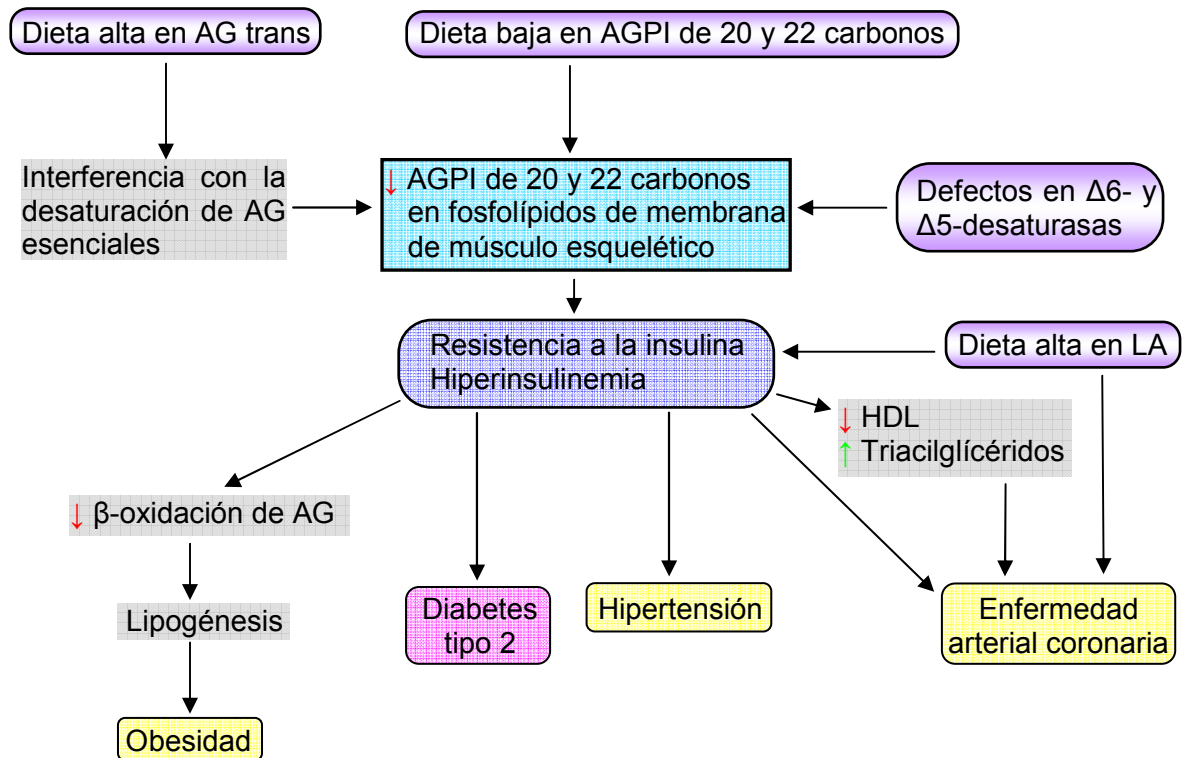 Dieta alta en AG trans
Dieta baja en AGPI de 20 y 22 carbonos
Interferencia con la
desaturación de AG
esenciales
↓ AGPI de 20 y 22 carbonos
en fosfolípidos de membrana
de músculo esquelético
Defectos en Δ6- y
Δ5-desaturasas
Resistencia a la insulina
Hiperinsulinemia
Dieta alta en LA
↓ HDL
↑ Triacilglícéridos
↓ β-oxidación de AG
Lipogénesis
Obesidad
Diabetes
tipo 2
Hipertensión
Enfermedad
arterial coronaria